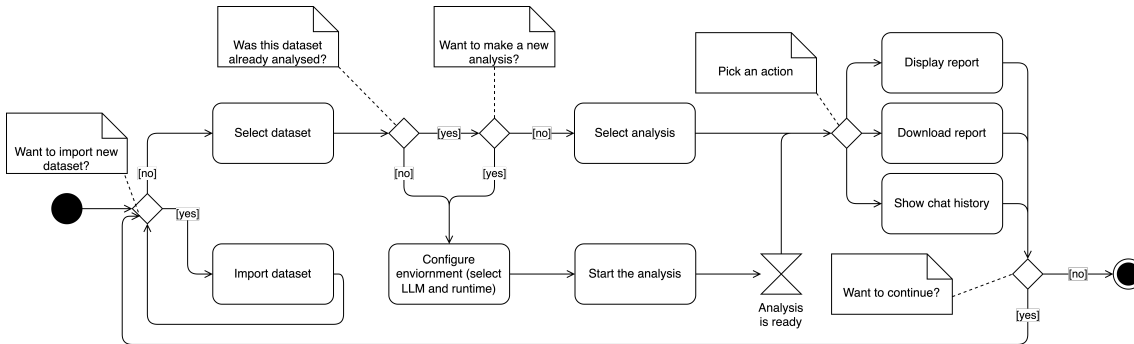 Was this dataset
already analysed?
Want to make a new
analysis?
Pick an action
Display report
Want to import new
dataset?
Select dataset
[yes]
[no]
Select analysis
Download report
[no]
[no]
[yes]
Show chat history
[yes]
Import dataset
Configure
enviornment (select
LLM and runtime)
Start the analysis
Analysis
is ready
Want to continue?
[no]
[yes]